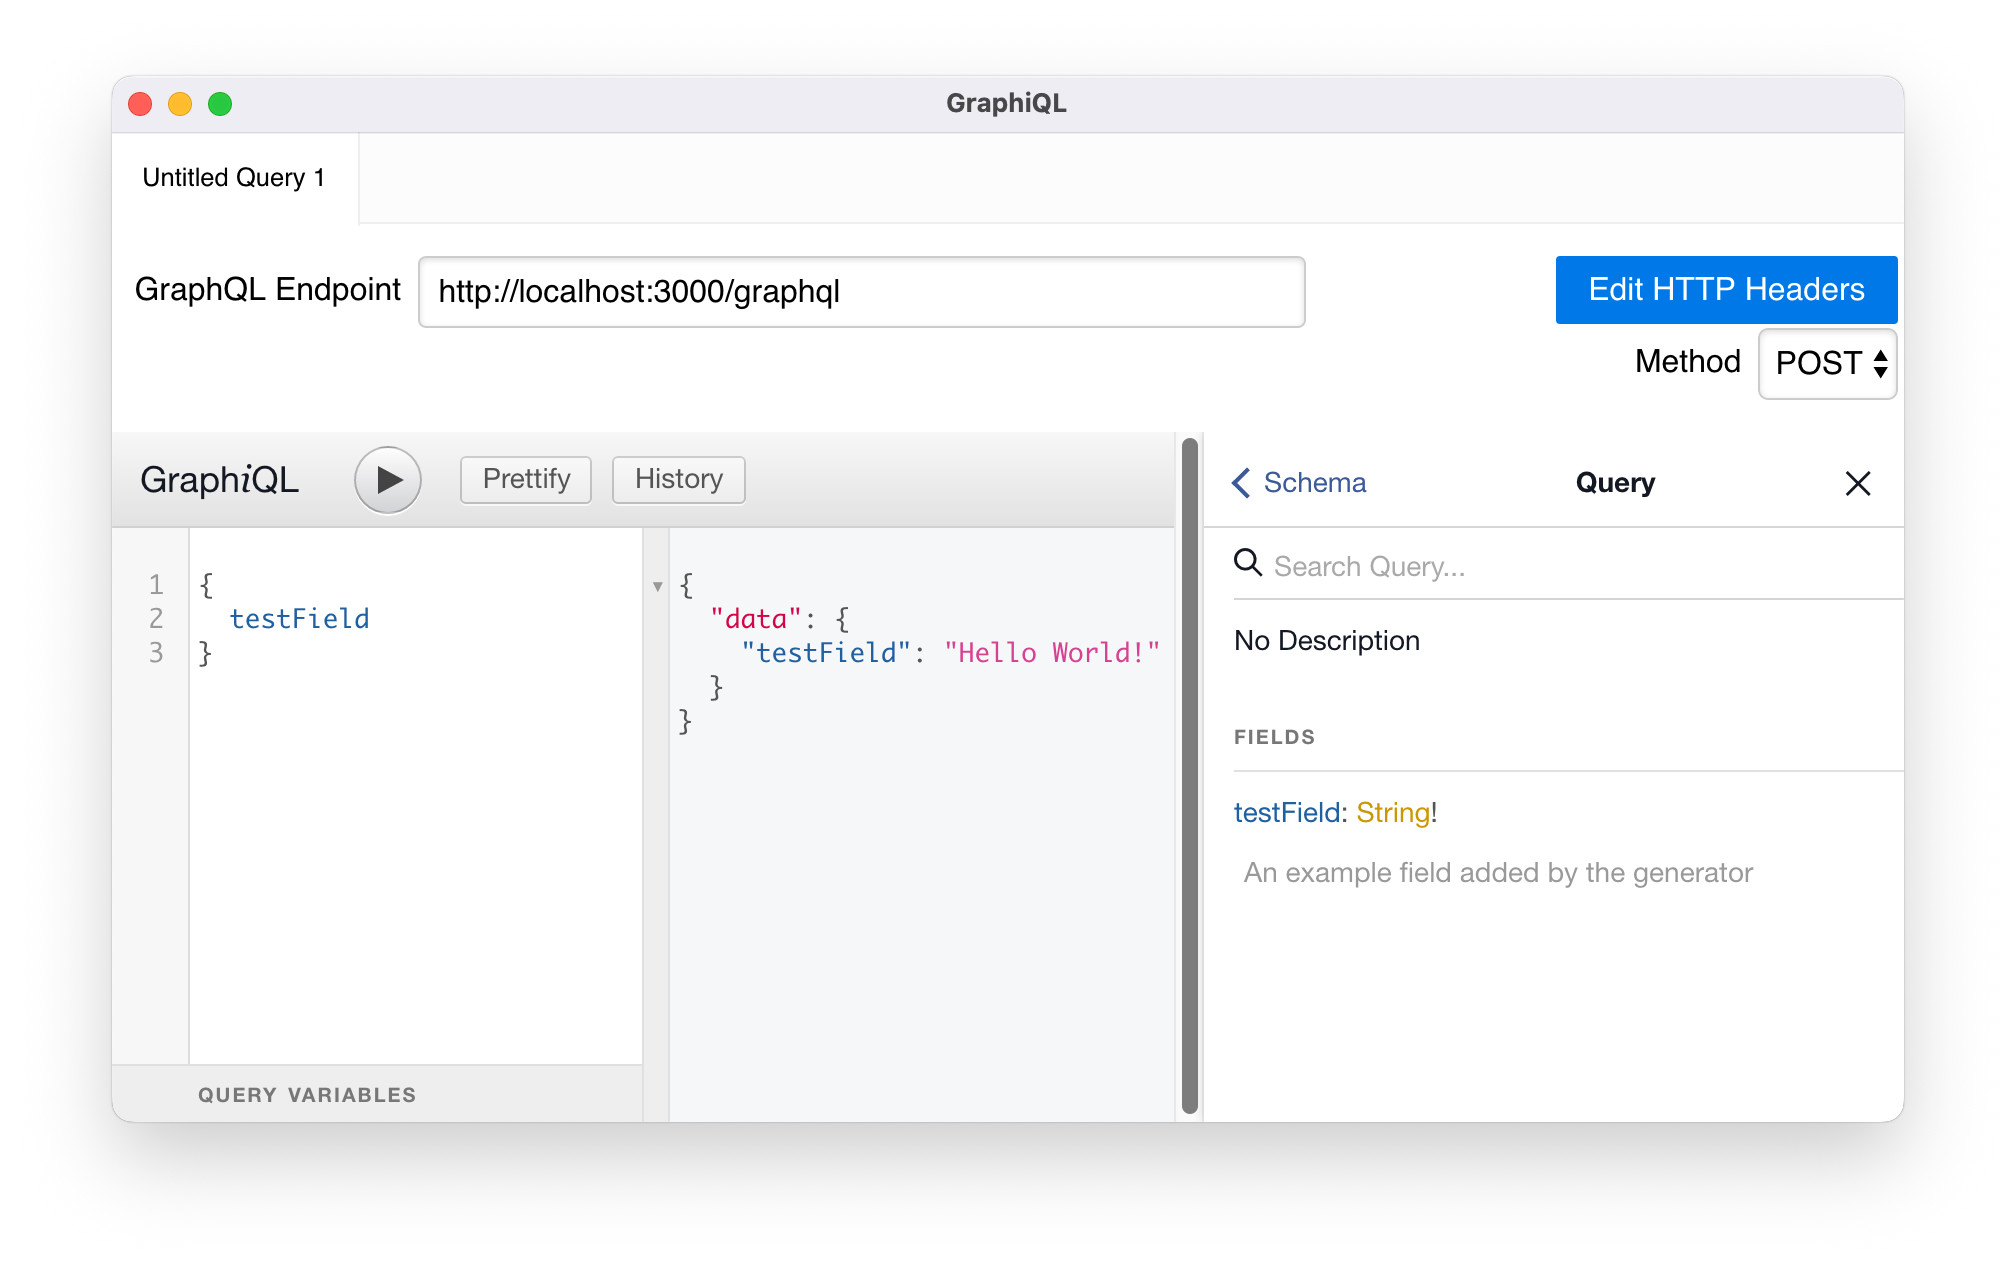 GraphiQL
Untitled Query 1
GraphQL Endpoint http://localhost:3000/graphql Edit HTTP Headers
Method POST
GraphiQL Prettify History
1 {
2 testField
3 }
QUERY VARIABLES
{
"data": {
"testField": "Hello World!"
}
}
Schema Query
Search Query...
No Description
FIELDS
testField: String!
An example field added by the generator